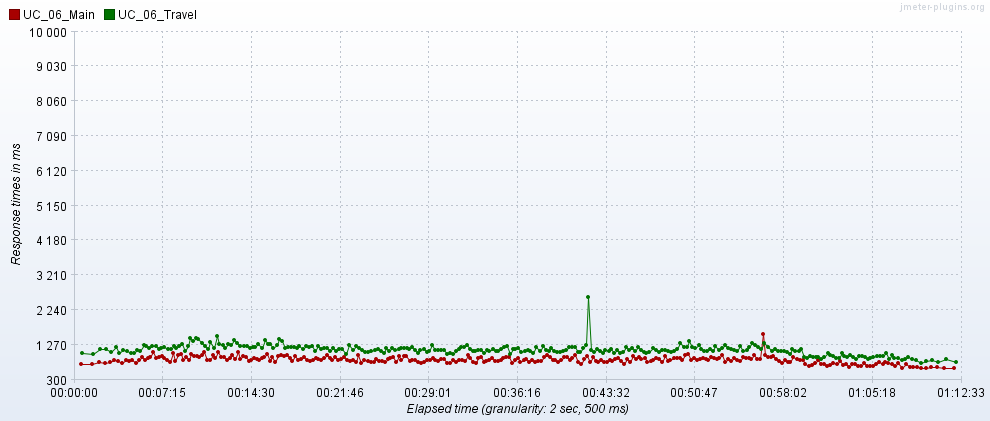 UC_06_Main UC_06_Travel
jmeter-plugins.org
10 000
9 030
8 060
7 090
6 120
5 150
4 180
3 210
2 240
1 270
300
Response times in ms
00:00:00 00:07:15 00:14:30 00:21:46 00:29:01 00:36:16 00:43:32 00:50:47 00:58:02 01:05:18 01:12:33
Elapsed time (granularity: 2 sec, 500 ms)